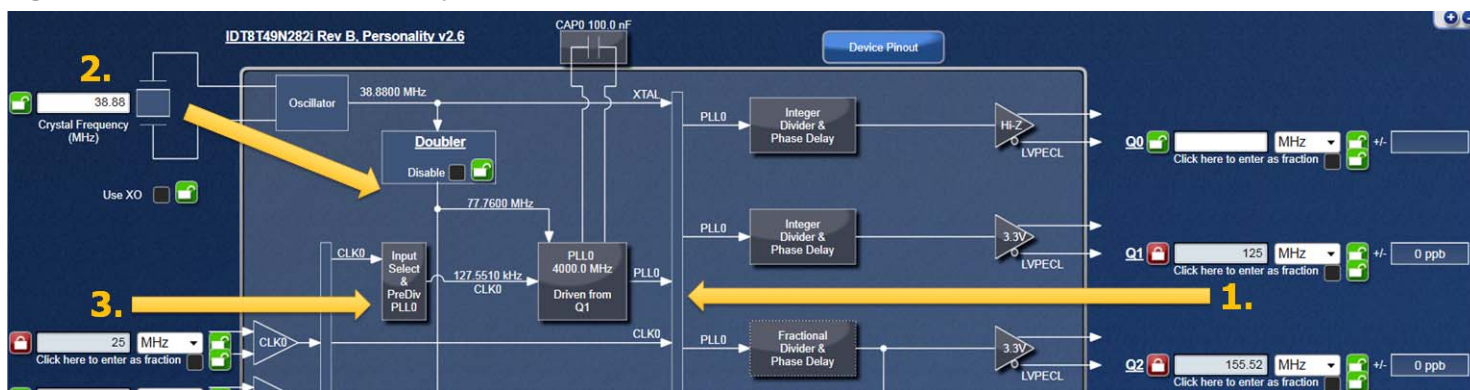 CAP0 100.0 nF
IDT8T49N282i Rev B, Personality v2.6
Device Pinout
2.
38.88
Crystal Frequency
(MHz)
Use XO
Oscillator
38.8800 MHz
XTAL
Doubler
Disable
77.7600 MHz
PLL0
Integer
Divider &
Phase Delay
Hi-Z
LVPECL
Q0
MHz
+/-
Click here to enter as fraction
CLK0
Input
Select
&
PreDiv
PLL0
127.5510 kHz
CLK0
PLL0
4000.0 MHz
Driven from
Q1
PLL0
PLL0
Integer
Divider &
Phase Delay
3.3V
LVPECL
Q1
125
MHz
+/-
0 ppb
Click here to enter as fraction
3.
1.
25
MHz
Click here to enter as fraction
CLK0
CLK0
PLL0
Fractional
Divider &
Phase Delay
3.3V
LVPECL
Q2
155.52
MHz
+/-
0 ppb
Click here to enter as fraction